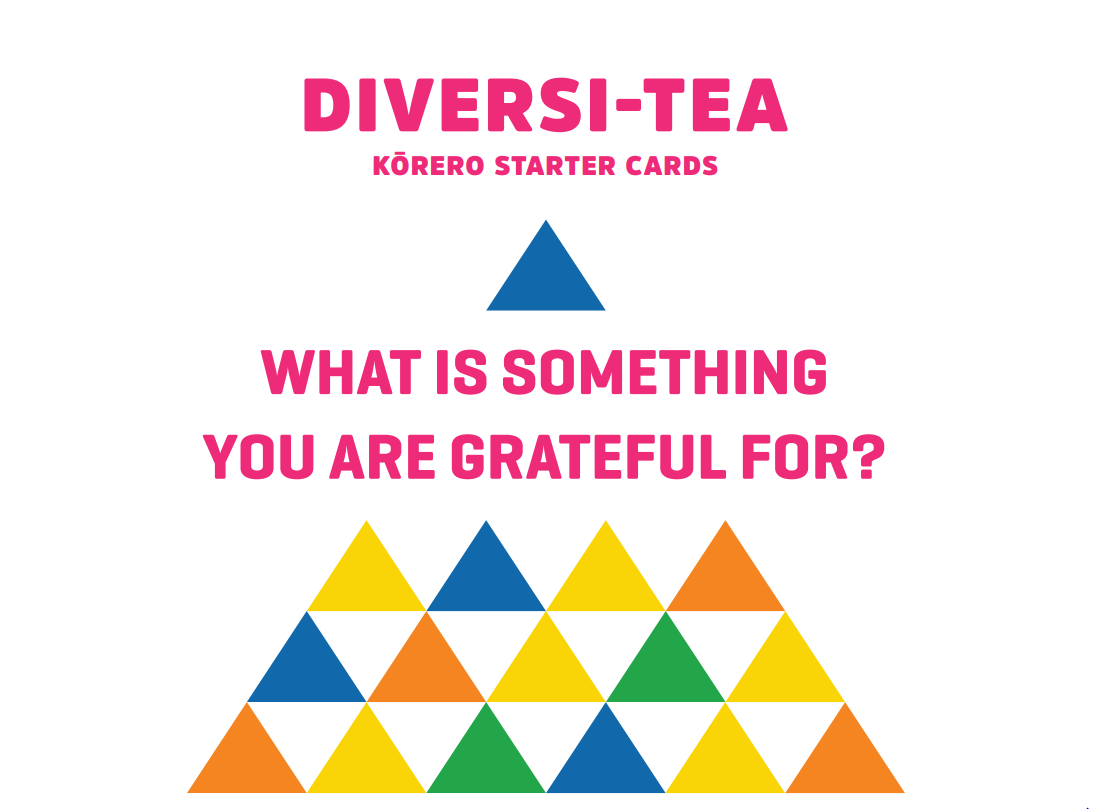 DIVERSI-TEA
KŌRERO STARTER CARDS
WHAT IS SOMETHING
YOU ARE GRATEFUL FOR?